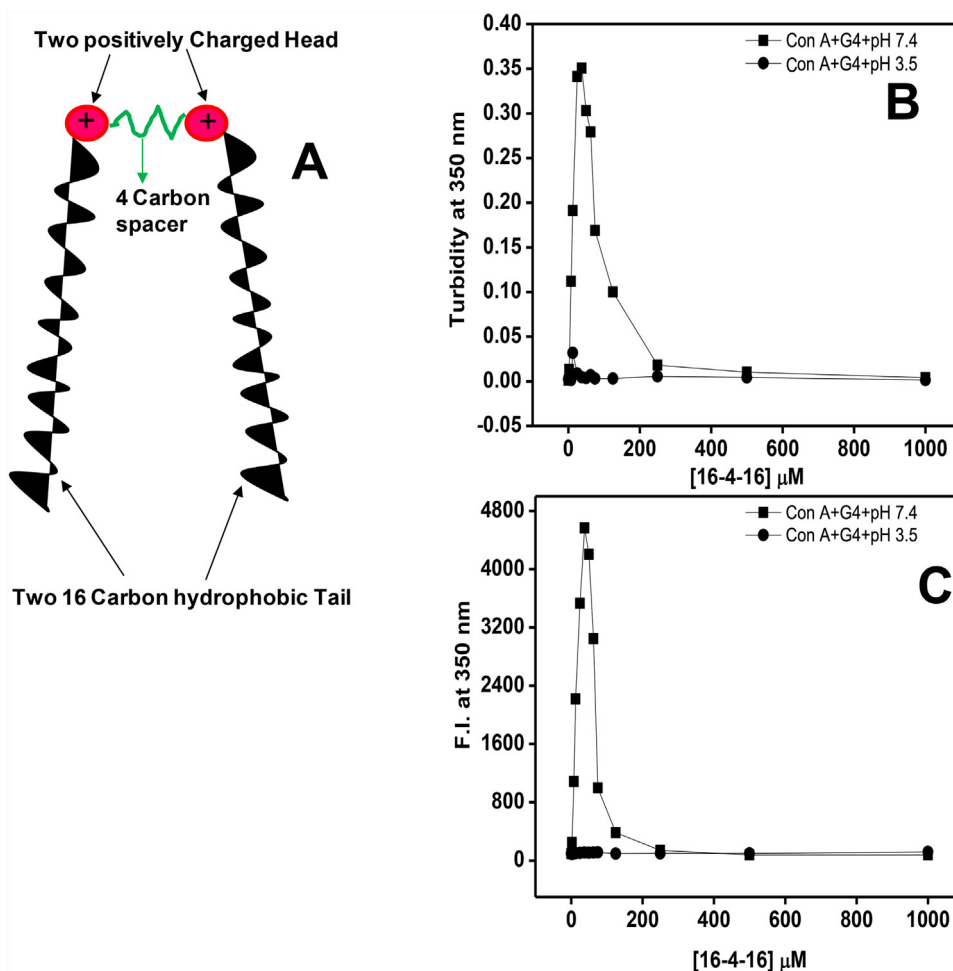 Two positively Charged Head
+
+
A
4 Carbon
spacer
Two 16 Carbon hydrophobic Tail
B
Con A+G4+pH 7.4
Con A+G4+pH 3.5
Turbidity at 350 nm
0.40
0.35
0.30
0.25
0.20
0.15
0.10
0.05
0.00
-0.05
0
200
400
600
800
1000
[16-4-16] μM
C
Con A+G4+pH 7.4
Con A+G4+pH 3.5
F.I. at 350 nm
4800
4000
3200
2400
1600
800
0
0
200
400
600
800
1000
[16-4-16] μM